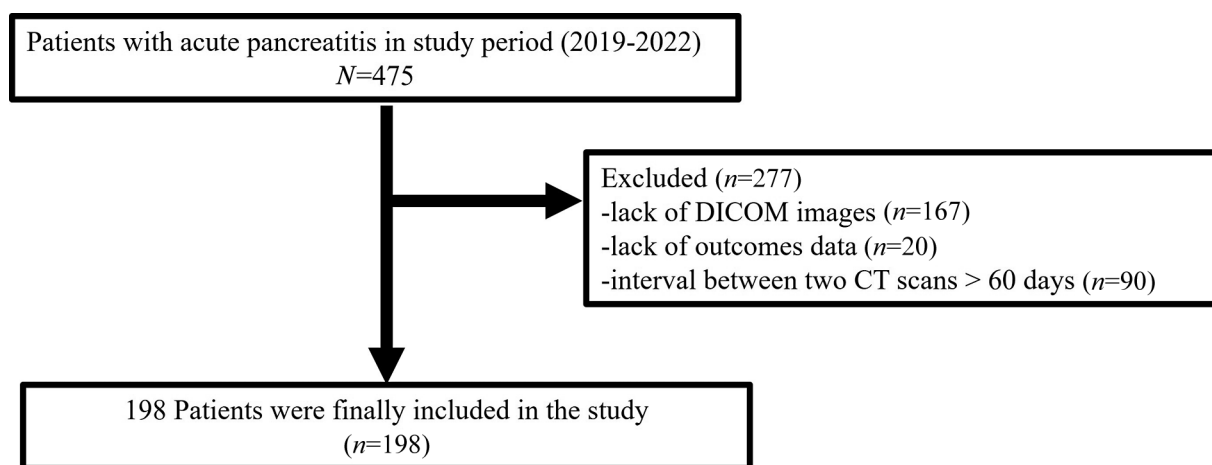 Patients with acute pancreatitis in study period (2019-2022)
N=475
Excluded (n=277)
-lack of DICOM images (n=167)
-lack of outcomes data (n=20)
-interval between two CT scans > 60 days (n=90)
198 Patients were finally included in the study
(n=198)